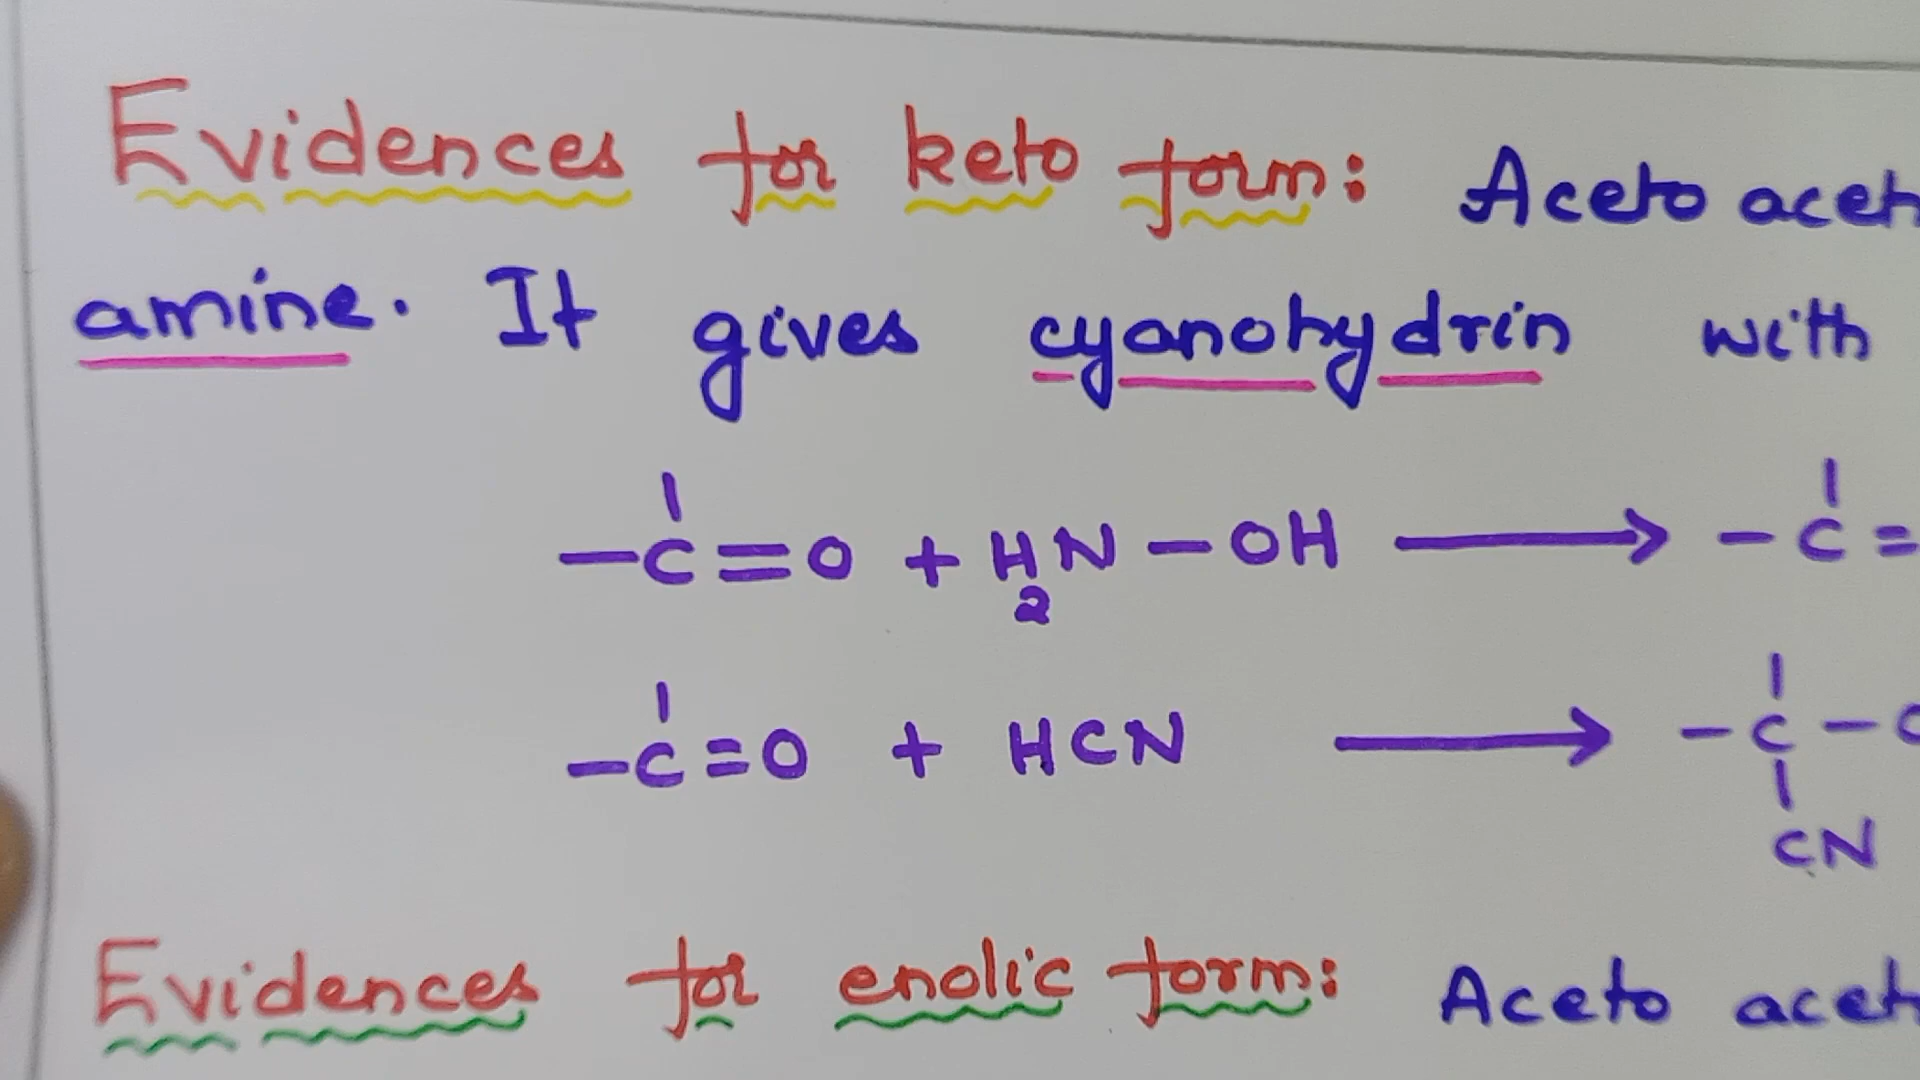 Evidences for keto form: Aceto acet
amine. It gives cyanohydrin with
-C=O + H2N-OH → -C=
-C=O + HCN → -C-
CN
Evidences for enolic form: Aceto acet